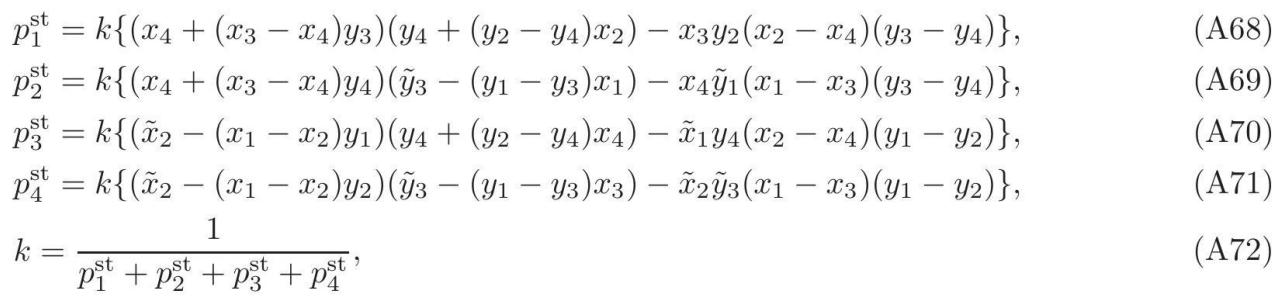 p_1^{st} = k{(x_4 + (x_3 − x_4)y_3)(y_4 + (y_2 − y_4)x_2) − x_3y_2(x_2 − x_4)(y_3 − y_4)}, (A68)
p_2^{st} = k{(x_4 + (x_3 − x_4)y_4)(ỹ_3 − (y_1 − y_3)x_1) − x_4ỹ_1(x_1 − x_3)(y_3 − y_4)}, (A69)
p_3^{st} = k{(x̃_2 − (x_1 − x_2)y_1)(y_4 + (y_2 − y_4)x_4) − x̃_1y_4(x_2 − x_4)(y_1 − y_2)}, (A70)
p_4^{st} = k{(x̃_2 − (x_1 − x_2)y_2)(ỹ_3 − (y_1 − y_3)x_3) − x̃_2ỹ_3(x_1 − x_3)(y_1 − y_2)}, (A71)
k = \frac{1}{p_1^{st} + p_2^{st} + p_3^{st} + p_4^{st}}, (A72)